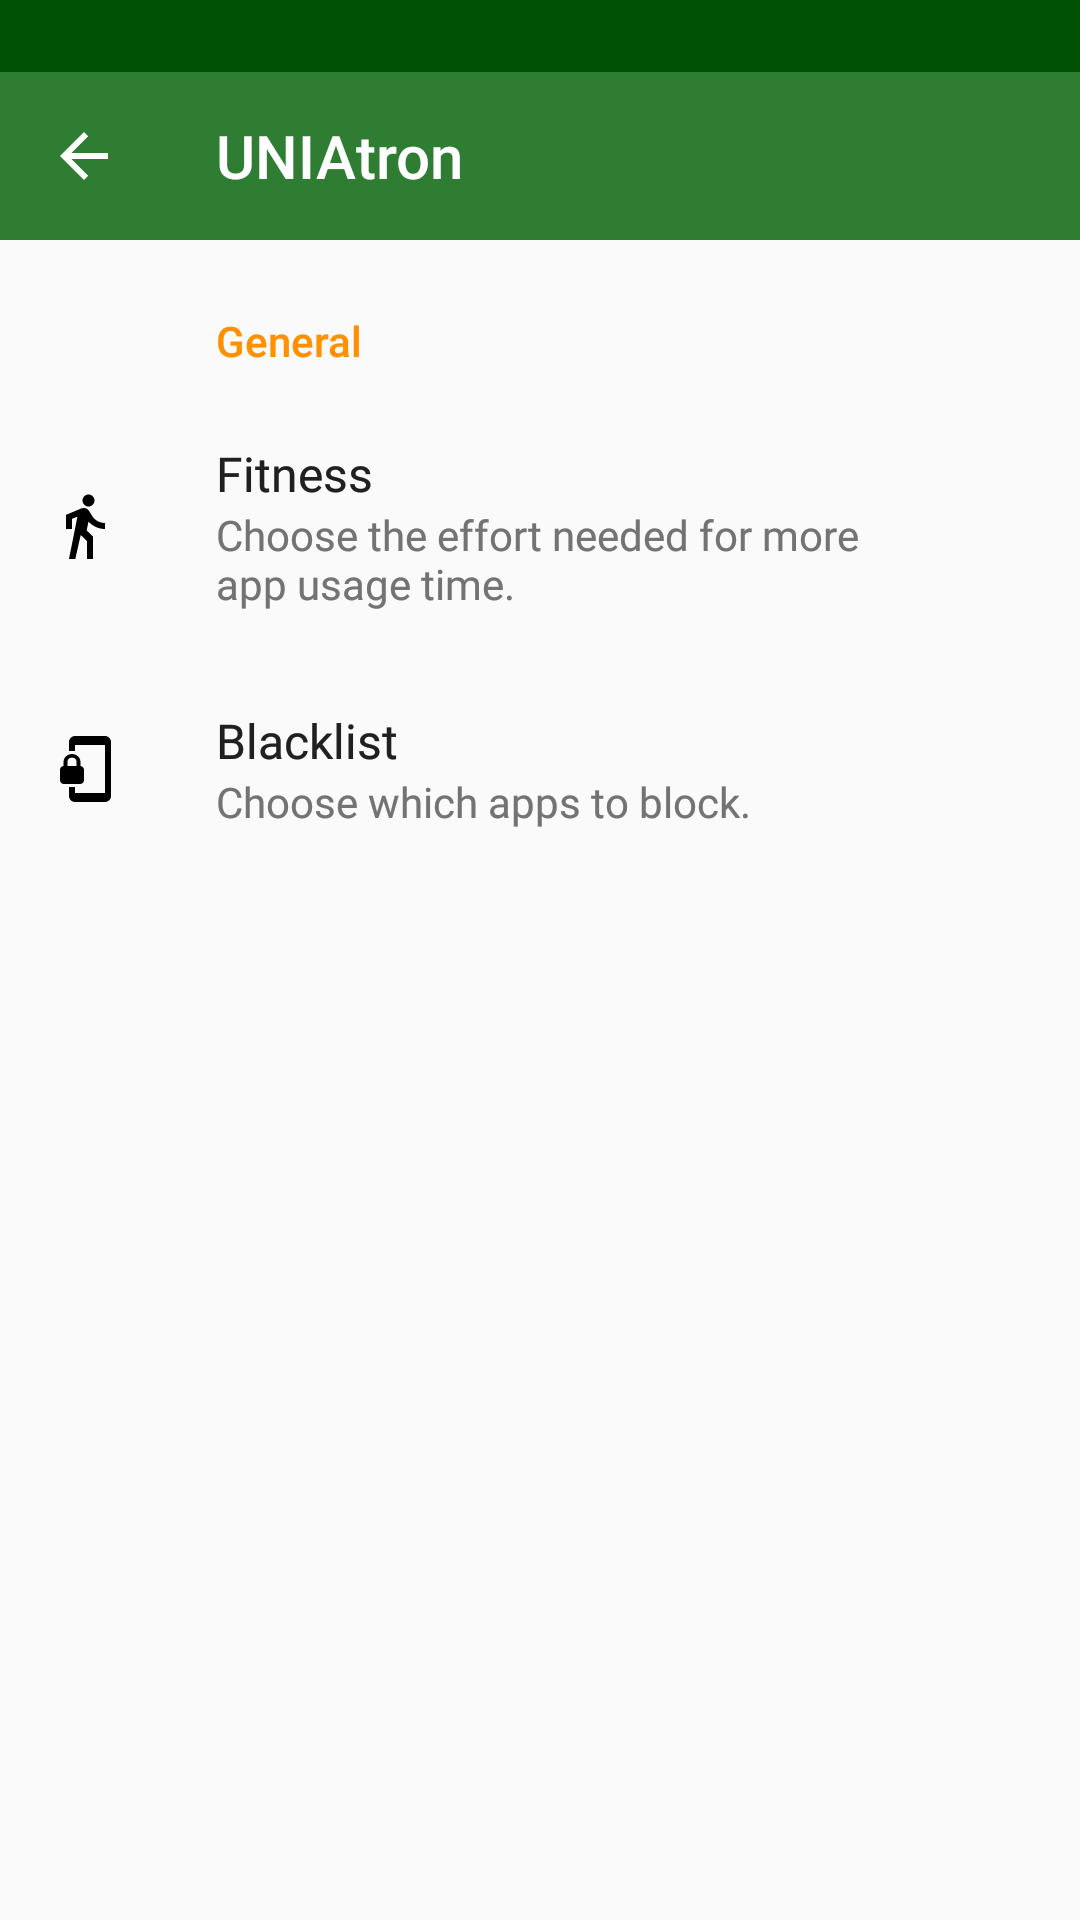 UNIAtron
General
Fitness
Choose the effort needed for more
app usage time.
Blacklist
Choose which apps to block.